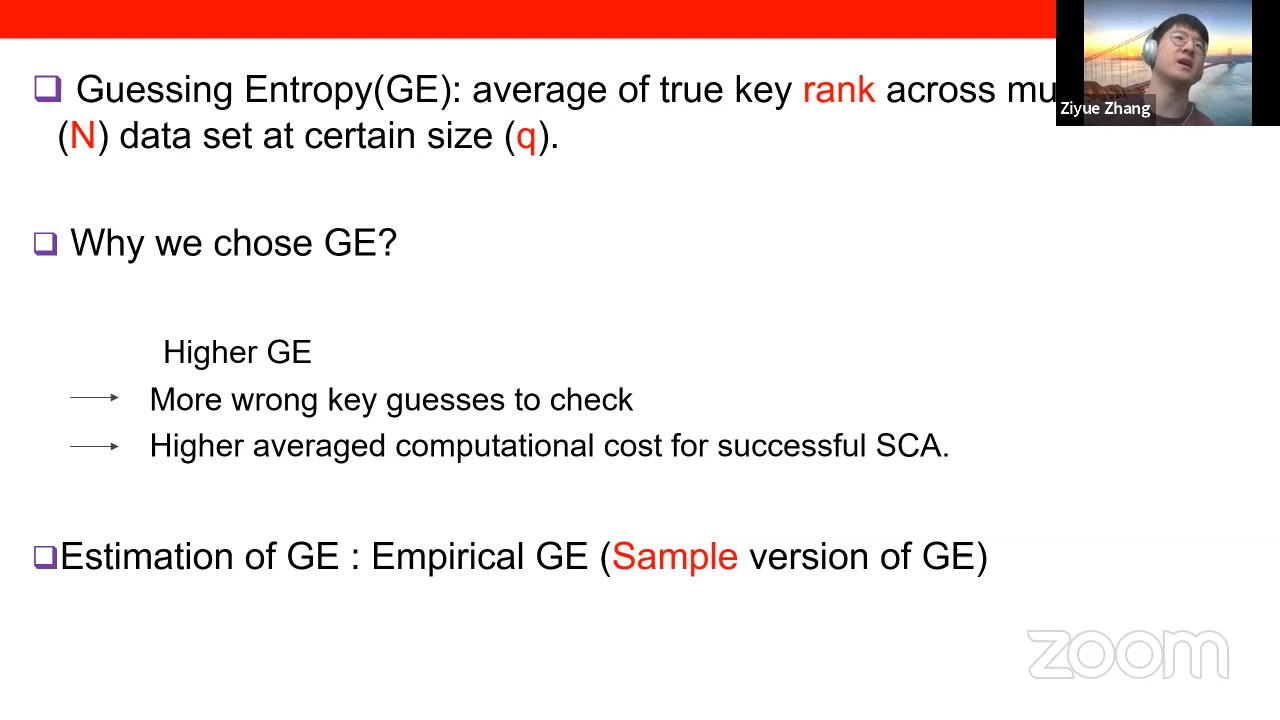 Guessing Entropy(GE): average of true key rank across
(N) data set at certain size (q).
Ziyue Zhang
Why we chose GE?
Higher GE
More wrong key guesses to check
Higher averaged computational cost for successful SCA.
Estimation of GE : Empirical GE (Sample version of GE)
zoom